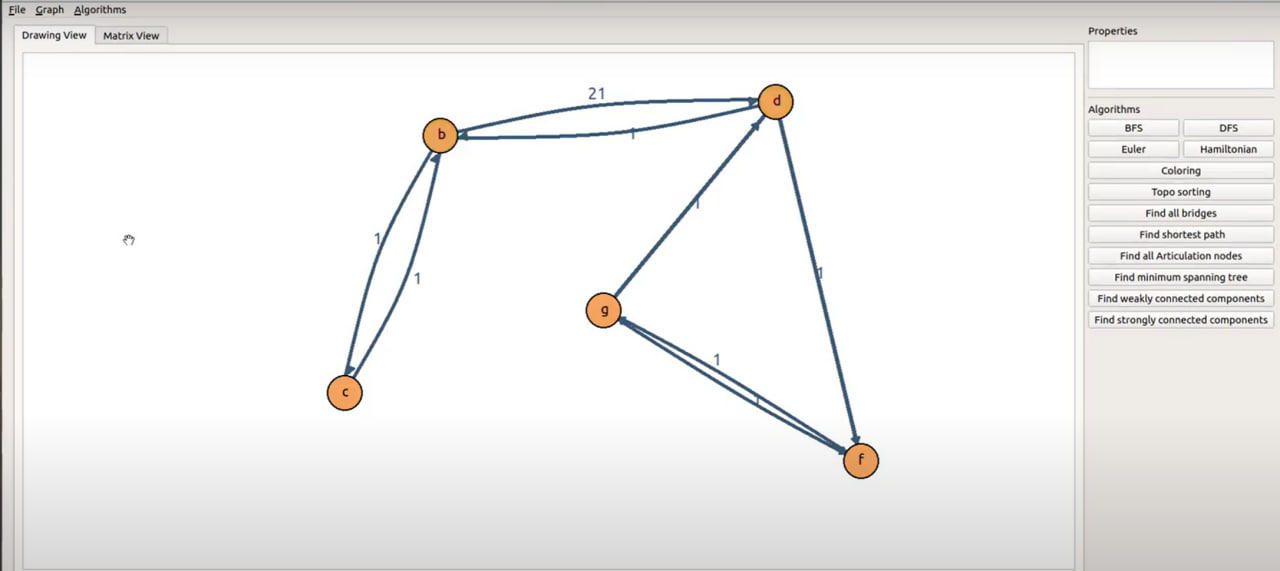 File Graph Algorithms
Drawing View Matrix View
Properties
Algorithms
BFS DFS
Euler Hamiltonian
Coloring
Topo sorting
Find all bridges
Find shortest path
Find all Articulation nodes
Find minimum spanning tree
Find weakly connected components
Find strongly connected components
21
d
b
1
1
1
1
1
g
1
1
c
f